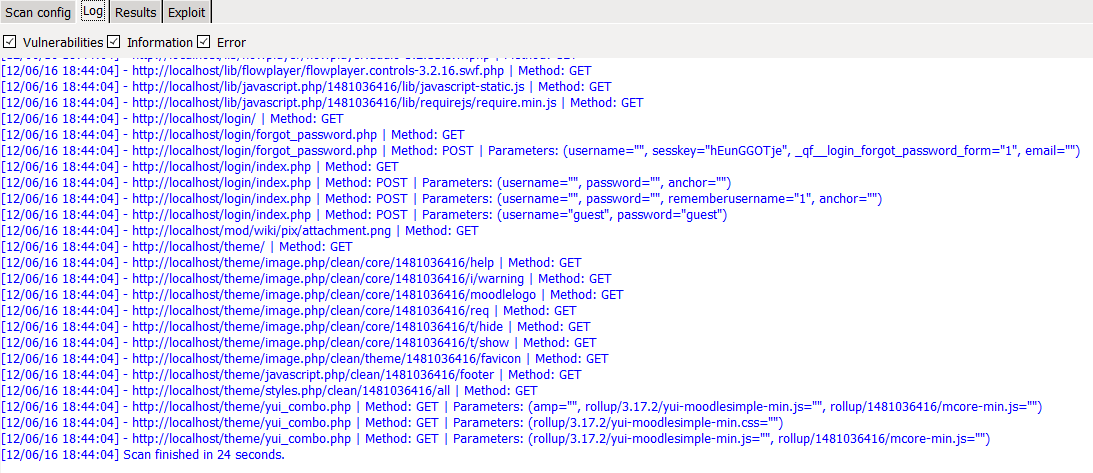 Scan config Log Results Exploit
Vulnerabilities Information Error
[12/06/16 18:44:04] - http://localhost/lib/flowplayer/flowplayer.controls-3.2.16.swf.php | Method: GET
[12/06/16 18:44:04] - http://localhost/lib/javascript.php/1481036416/lib/javascript-static.js | Method: GET
[12/06/16 18:44:04] - http://localhost/lib/javascript.php/1481036416/lib/requirejs/require.min.js | Method: GET
[12/06/16 18:44:04] - http://localhost/login/ | Method: GET
[12/06/16 18:44:04] - http://localhost/login/forgot_password.php | Method: GET
[12/06/16 18:44:04] - http://localhost/login/forgot_password.php | Method: POST | Parameters: (username="", sesskey="hEunGGOTje", _qf__login_forgot_password_form="1", email="")
[12/06/16 18:44:04] - http://localhost/login/index.php | Method: GET
[12/06/16 18:44:04] - http://localhost/login/index.php | Method: POST | Parameters: (username="", password="", anchor="")
[12/06/16 18:44:04] - http://localhost/login/index.php | Method: POST | Parameters: (username="", password="", rememberusername="1", anchor="")
[12/06/16 18:44:04] - http://localhost/login/index.php | Method: POST | Parameters: (username="guest", password="guest")
[12/06/16 18:44:04] - http://localhost/mod/wiki/pix/attachment.png | Method: GET
[12/06/16 18:44:04] - http://localhost/theme/ | Method: GET
[12/06/16 18:44:04] - http://localhost/theme/image.php/clean/core/1481036416/help | Method: GET
[12/06/16 18:44:04] - http://localhost/theme/image.php/clean/core/1481036416/i/warning | Method: GET
[12/06/16 18:44:04] - http://localhost/theme/image.php/clean/core/1481036416/moodlelogo | Method: GET
[12/06/16 18:44:04] - http://localhost/theme/image.php/clean/core/1481036416/req | Method: GET
[12/06/16 18:44:04] - http://localhost/theme/image.php/clean/core/1481036416/t/hide | Method: GET
[12/06/16 18:44:04] - http://localhost/theme/image.php/clean/core/1481036416/t/show | Method: GET
[12/06/16 18:44:04] - http://localhost/theme/image.php/clean/theme/1481036416/favicon | Method: GET
[12/06/16 18:44:04] - http://localhost/theme/javascript.php/clean/1481036416/footer | Method: GET
[12/06/16 18:44:04] - http://localhost/theme/styles.php/clean/1481036416/all | Method: GET
[12/06/16 18:44:04] - http://localhost/theme/yui_combo.php | Method: GET | Parameters: (amp="", rollup/3.17.2/yui-moodlesimple-min.js="", rollup/1481036416/mcore-min.js="")
[12/06/16 18:44:04] - http://localhost/theme/yui_combo.php | Method: GET | Parameters: (rollup/3.17.2/yui-moodlesimple-min.css="")
[12/06/16 18:44:04] - http://localhost/theme/yui_combo.php | Method: GET | Parameters: (rollup/3.17.2/yui-moodlesimple-min.js="", rollup/1481036416/mcore-min.js="")
[12/06/16 18:44:04] Scan finished in 24 seconds.